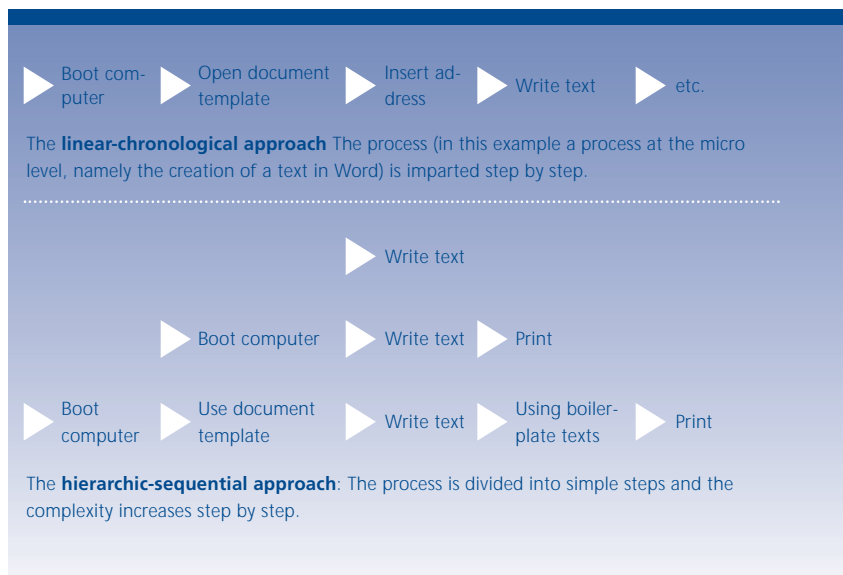 Boot com-
puter
Open document
template
Insert ad-
dress
Write text
etc.
The linear-chronological approach The process (in this example a process at the micro
level, namely the creation of a text in Word) is imparted step by step.
Write text
Boot computer
Write text
Print
Boot
computer
Use document
template
Write text
Using boiler-
plate texts
Print
The hierarchic-sequential approach: The process is divided into simple steps and the
complexity increases step by step.